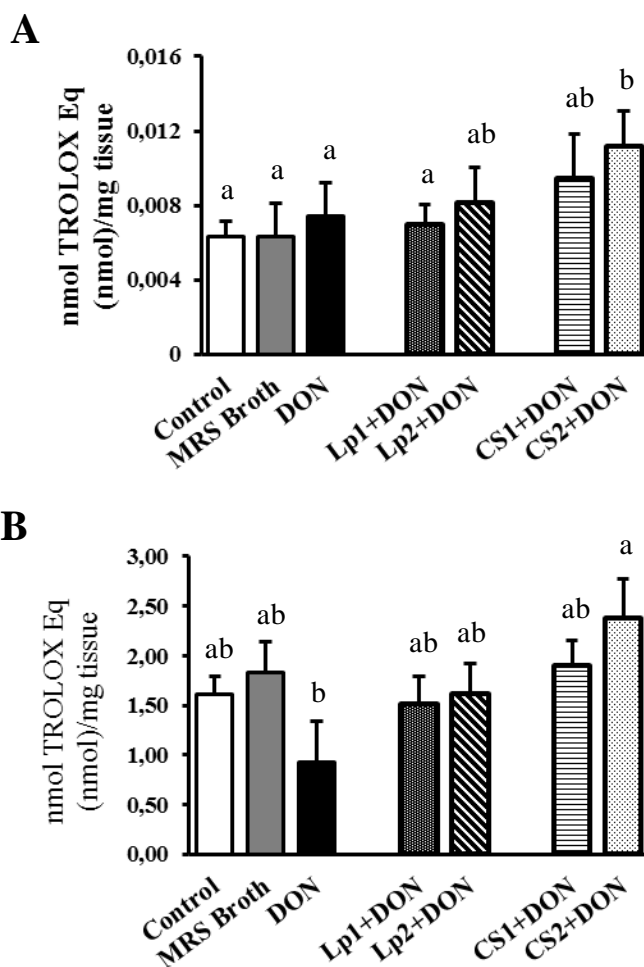 A
nmol TROLOX Eq
(nmol)/mg tissue
0,016
0,012
0,008
0,004
0
a
a
a
a
ab
ab
b
Control
MRS Broth
DON
Lp1+DON
Lp2+DON
CS1+DON
CS2+DON
B
nmol TROLOX Eq
(nmol)/mg tissue
3,00
2,50
2,00
1,50
1,00
0,50
0,00
ab
ab
b
ab
ab
ab
a
Control
MRS Broth
DON
Lp1+DON
Lp2+DON
CS1+DON
CS2+DON